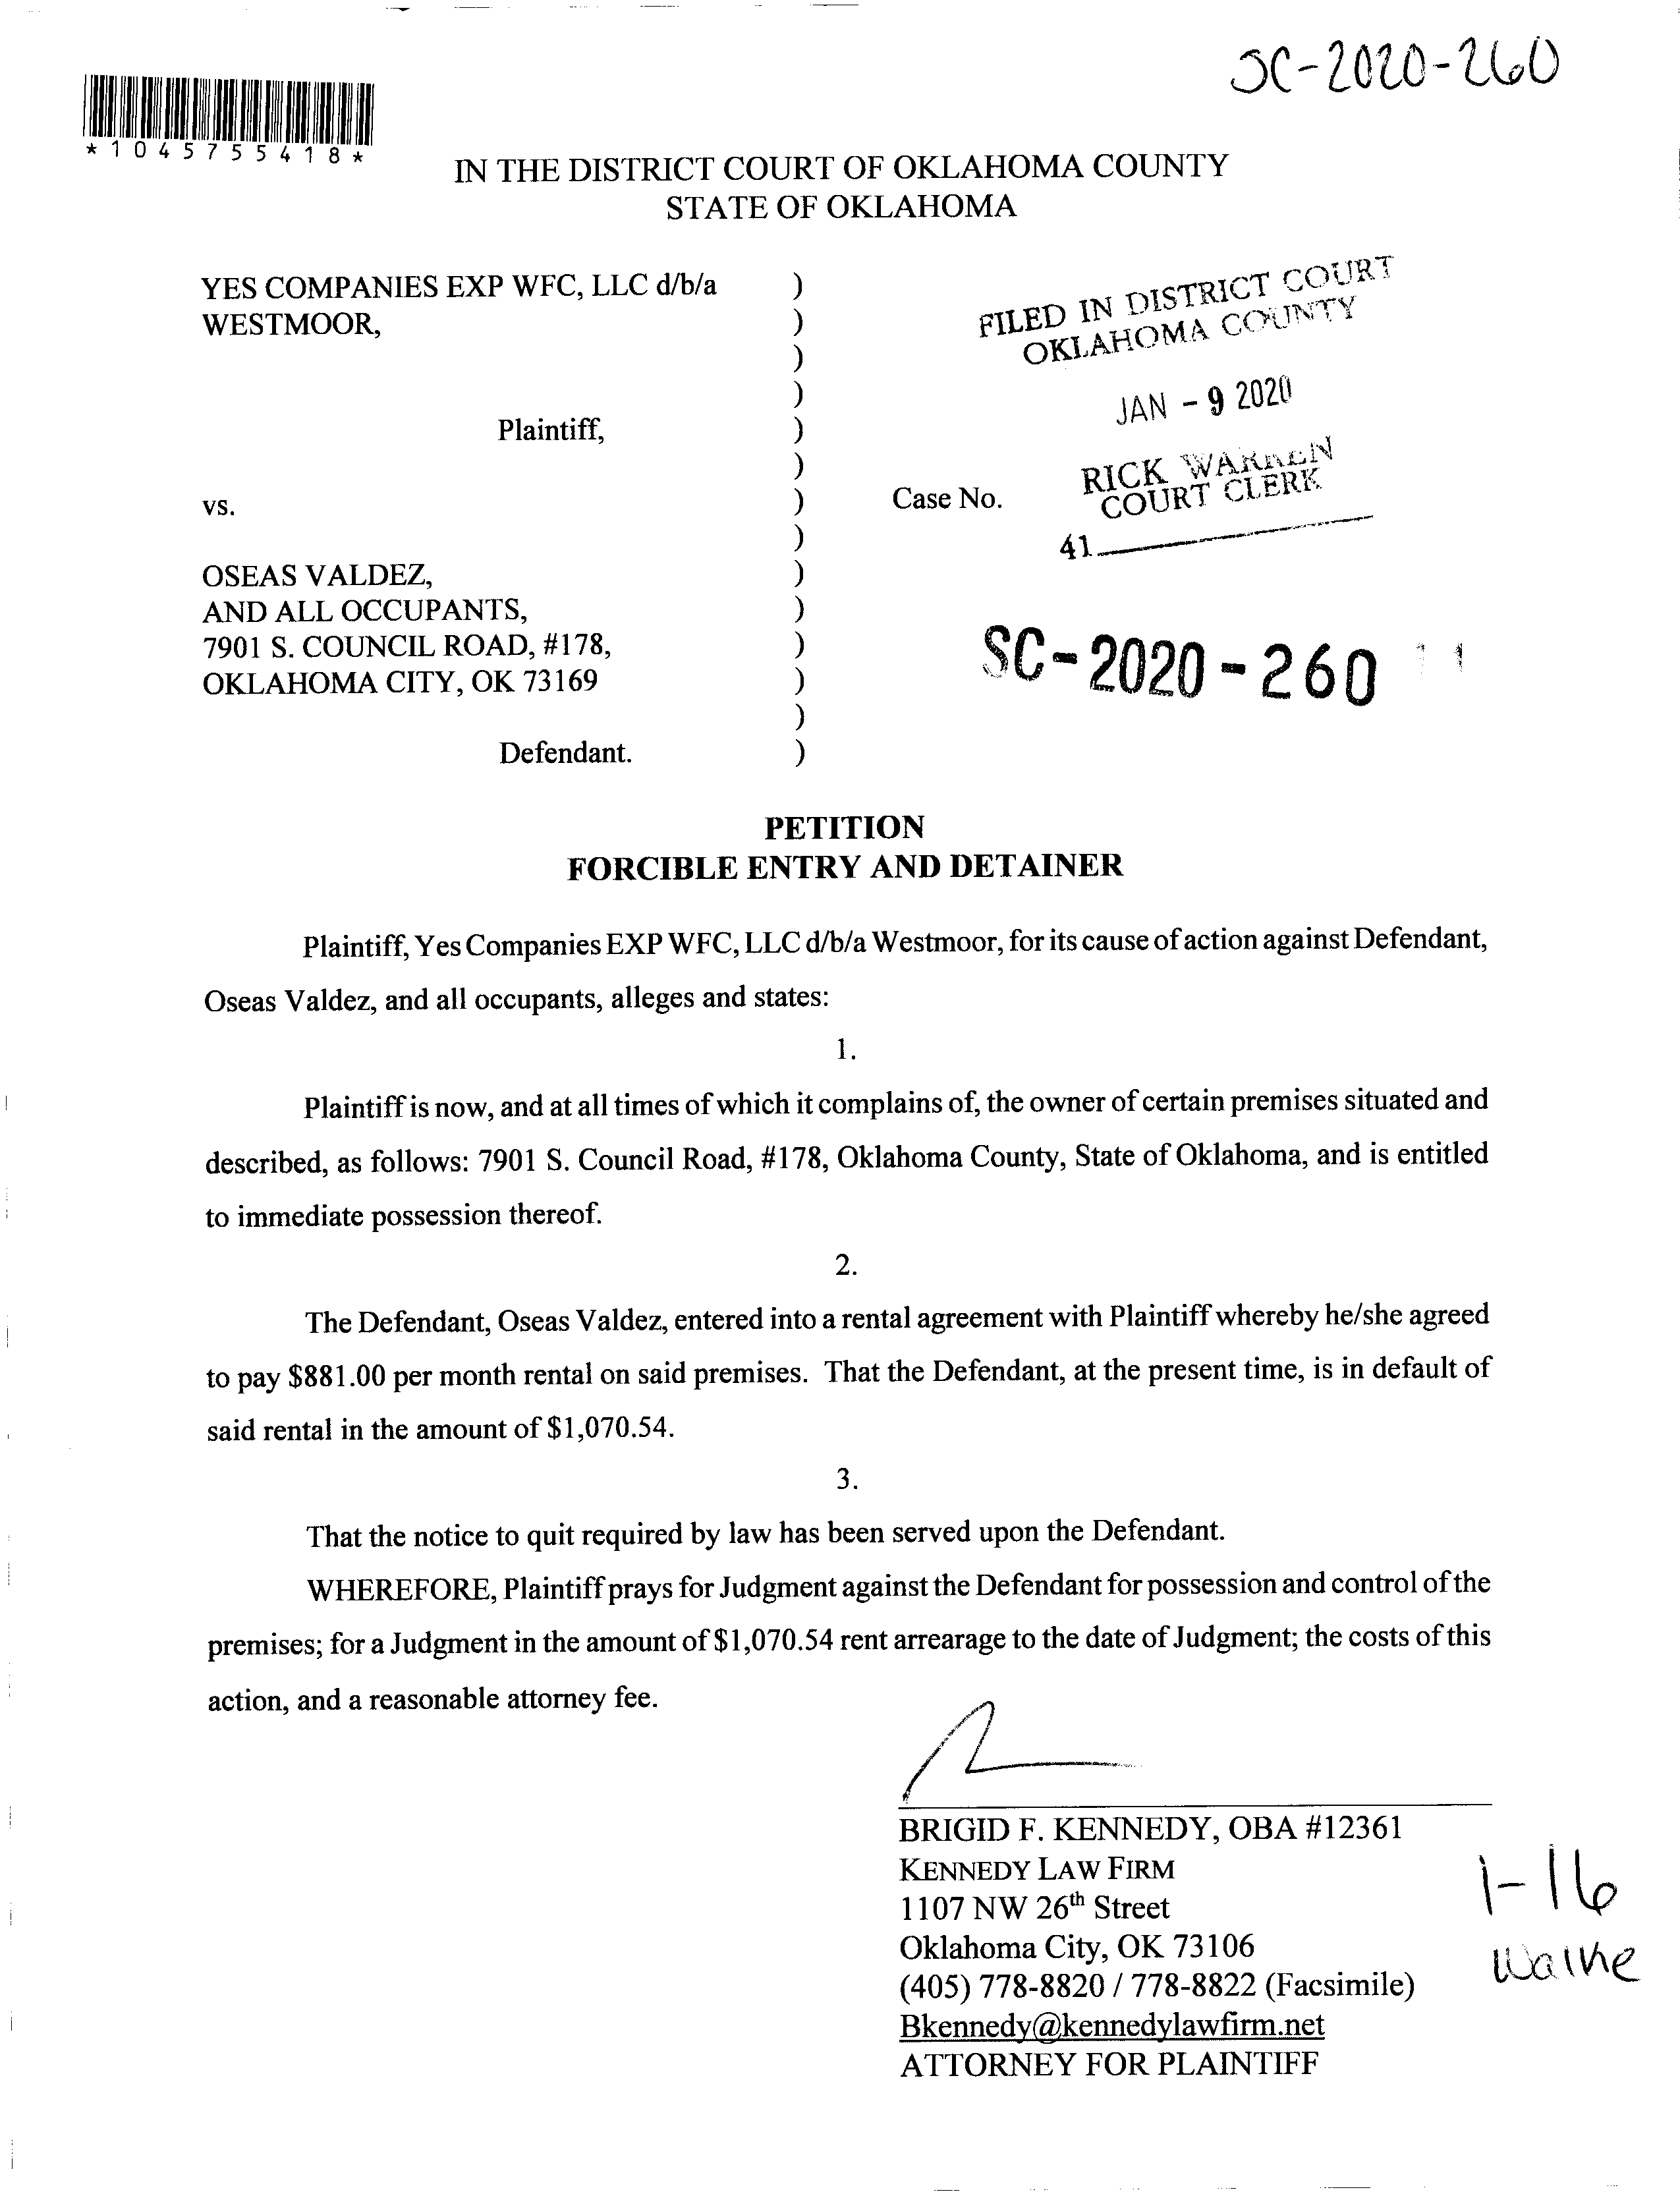 SC-2020-260
*1045755418*
IN THE DISTRICT COURT OF OKLAHOMA COUNTY
STATE OF OKLAHOMA
YES COMPANIES EXP WFC, LLC d/b/a )
WESTMOOR, )
)
)
Plaintiff, )
)
vs. )
)
OSEAS VALDEZ, )
AND ALL OCCUPANTS, )
7901 S. COUNCIL ROAD, #178, )
OKLAHOMA CITY, OK 73169 )
)
Defendant. )
FILED IN DISTRICT COURT
OKLAHOMA COUNTY
JAN - 9 2020
RICK WARREN
COURT CLERK
Case No.
41
SC-2020-260
PETITION
FORCIBLE ENTRY AND DETAINER
Plaintiff, Yes Companies EXP WFC, LLC d/b/a Westmoor, for its cause of action against Defendant,
Oseas Valdez, and all occupants, alleges and states:
1.
Plaintiff is now, and at all times of which it complains of, the owner of certain premises situated and
described, as follows: 7901 S. Council Road, #178, Oklahoma County, State of Oklahoma, and is entitled
to immediate possession thereof.
2.
The Defendant, Oseas Valdez, entered into a rental agreement with Plaintiff whereby he/she agreed
to pay $881.00 per month rental on said premises. That the Defendant, at the present time, is in default of
said rental in the amount of $1,070.54.
3.
That the notice to quit required by law has been served upon the Defendant.
WHEREFORE, Plaintiff prays for Judgment against the Defendant for possession and control of the
premises; for a Judgment in the amount of $1,070.54 rent arrearage to the date of Judgment; the costs of this
action, and a reasonable attorney fee.
BRIGID F. KENNEDY, OBA #12361
KENNEDY LAW FIRM
1107 NW 26th Street
Oklahoma City, OK 73106
(405) 778-8820 / 778-8822 (Facsimile)
Bkennedy@kennedylawfirm.net
ATTORNEY FOR PLAINTIFF
1-16
Walke